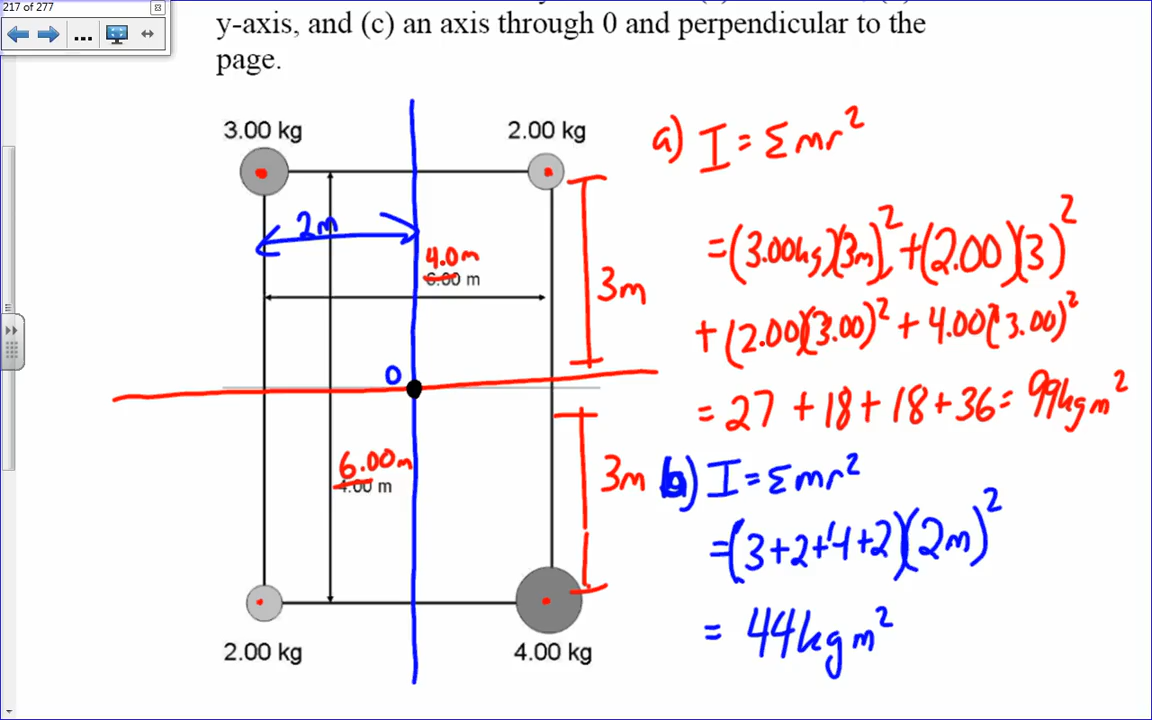 217 of 277
y-axis, and (c) an axis through 0 and perpendicular to the
page.
3.00 kg
2.00 kg
2m
4.0m
6.00 m
3m
0
6.00m
4.00 m
3m
2.00 kg
4.00 kg
a) I = Σmr²
=(3.00kg)(3m)²+(2.00)(3)²
+(2.00)(3.00)²+4.00(3.00)²
=27+18+18+36=99kgm²
b) I=Σmr²
=(3+2+4+2)(2m)²
= 44kgm²